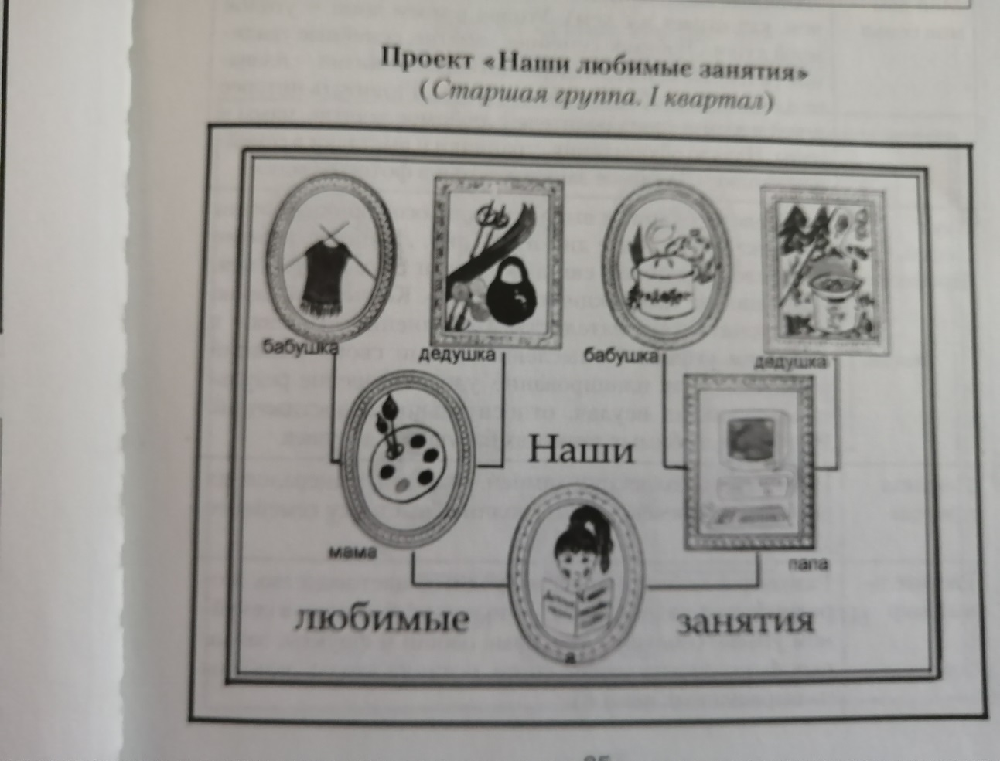 Проект «Наши любимые занятия»
(Старшая группа. I квартал)
бабушка
дедушка
бабушка
дедушка
Наши
мама
папа
любимые
занятия
я